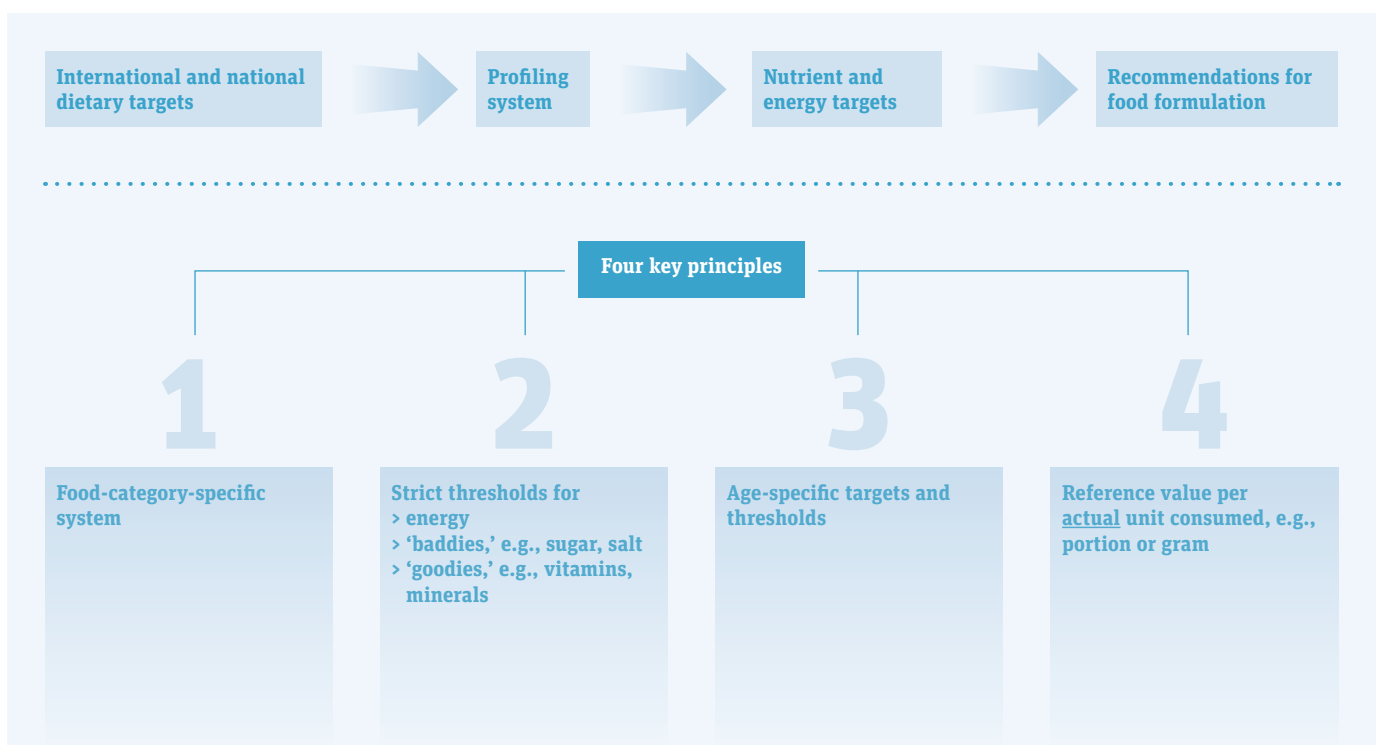 International and national
dietary targets
Profiling
system
Nutrient and
energy targets
Recommendations for
food formulation
Four key principles
1
2
3
4
Food-category-specific
system
Strict thresholds for
> energy
> ‘baddies,’ e.g., sugar, salt
> ‘goodies,’ e.g., vitamins,
minerals
Age-specific targets and
thresholds
Reference value per
actual unit consumed, e.g.,
portion or gram